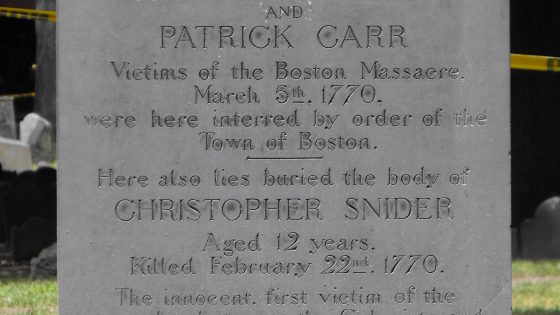 AND
PATRICK CARR
Victims of the Boston Massacre,
March 5th, 1770,
were here interred by order of the
Town of Boston.
Here also lies buried the body of
CHRISTOPHER SNIDER
Aged 12 years,
Killed February 22nd, 1770.
The innocent, first victim of the